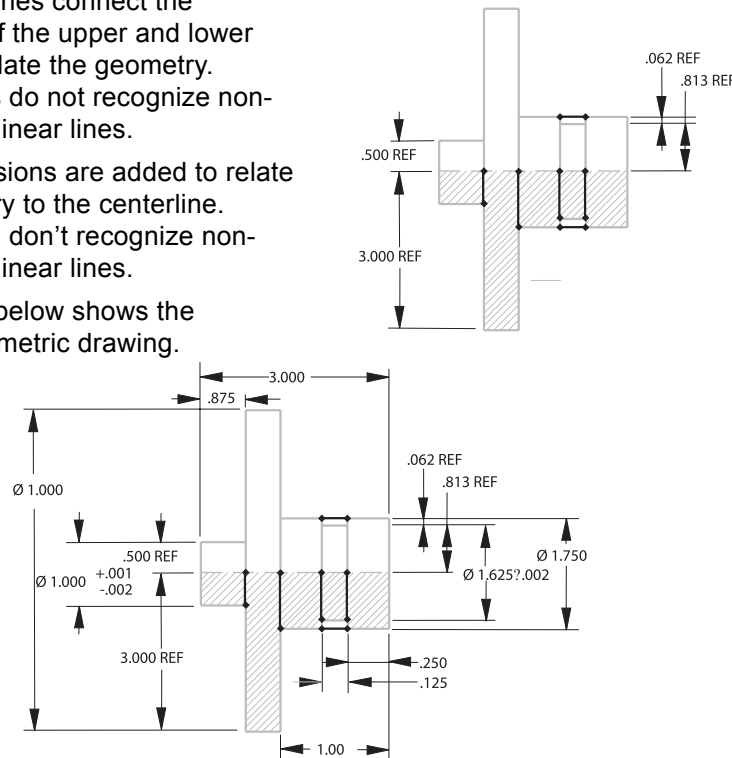 nes connect the
f the upper and lower
late the geometry.
s do not recognize non-
linear lines.
sions are added to relate
ry to the centerline.
don't recognize non-
linear lines.
below shows the
metric drawing.
.062 REF
.813 REF
.500 REF
3.000 REF
3.000
.875
Ø 1.000
.062 REF
.813 REF
.500 REF
Ø 1.000 +.001
-.002
Ø 1.750
Ø 1.625?.002
3.000 REF
.250
.125
1.00